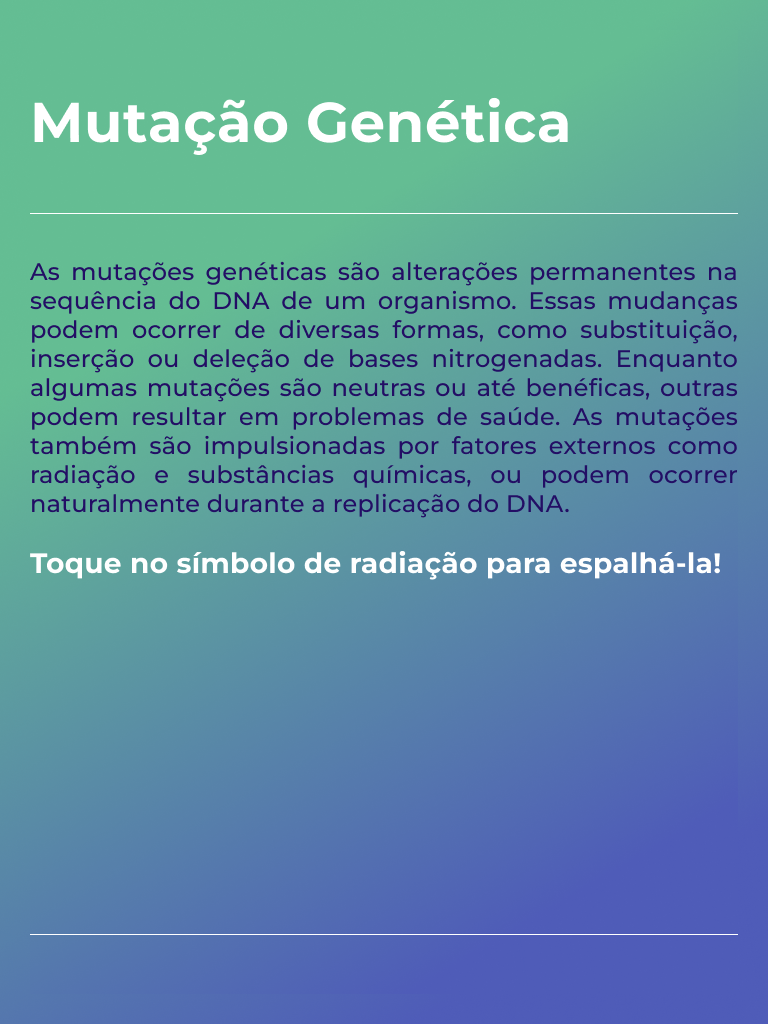 Mutação Genética
As mutações genéticas são alterações permanentes na
sequência do DNA de um organismo. Essas mudanças
podem ocorrer de diversas formas, como substituição,
inserção ou deleção de bases nitrogenadas. Enquanto
algumas mutações são neutras ou até benéficas, outras
podem resultar em problemas de saúde. As mutações
também são impulsionadas por fatores externos como
radiação e substâncias químicas, ou podem ocorrer
naturalmente durante a replicação do DNA.
Toque no símbolo de radiação para espalhá-la!